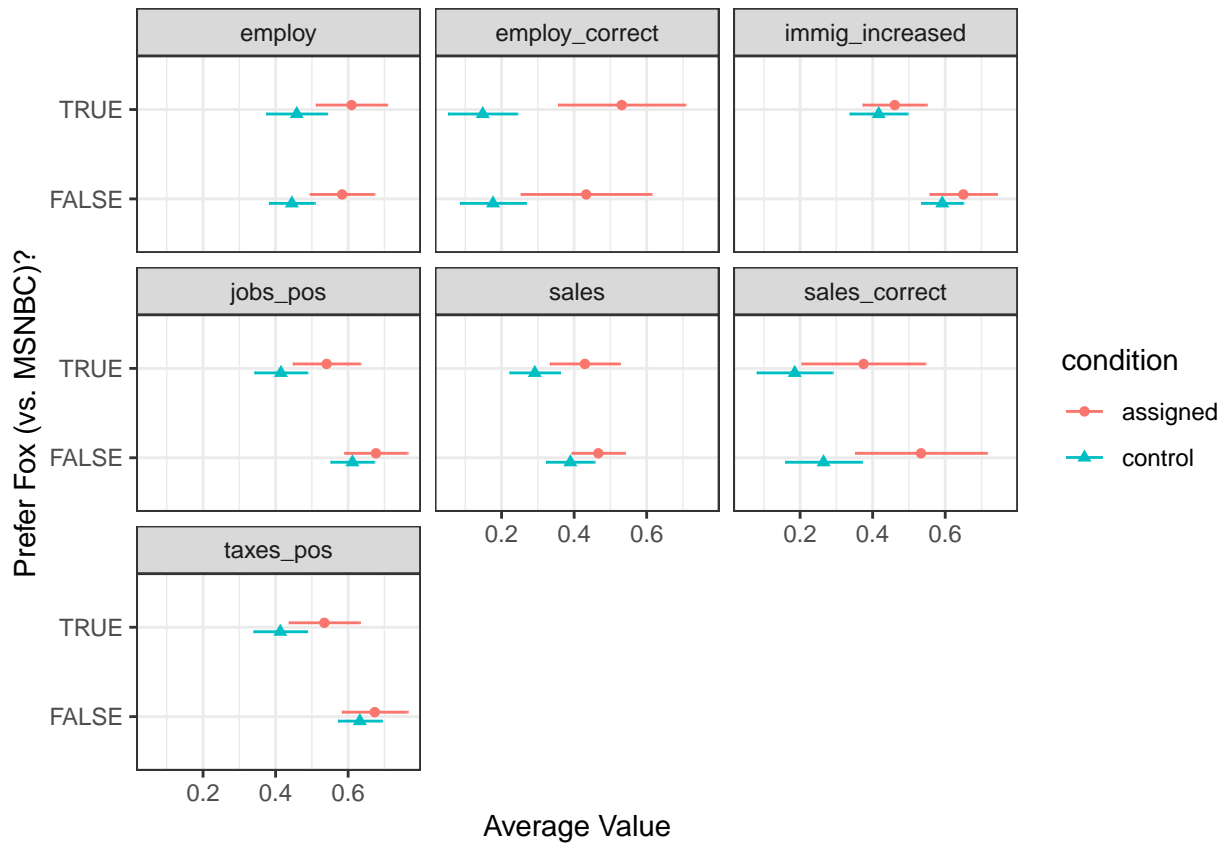 employ employ_correct immig_increased
TRUE
FALSE
jobs_pos sales sales_correct
TRUE
FALSE
0.2 0.4 0.6 0.2 0.4 0.6
taxes_pos
TRUE
FALSE
0.2 0.4 0.6
Average Value
Prefer Fox (vs. MSNBC)?
condition
assigned
control